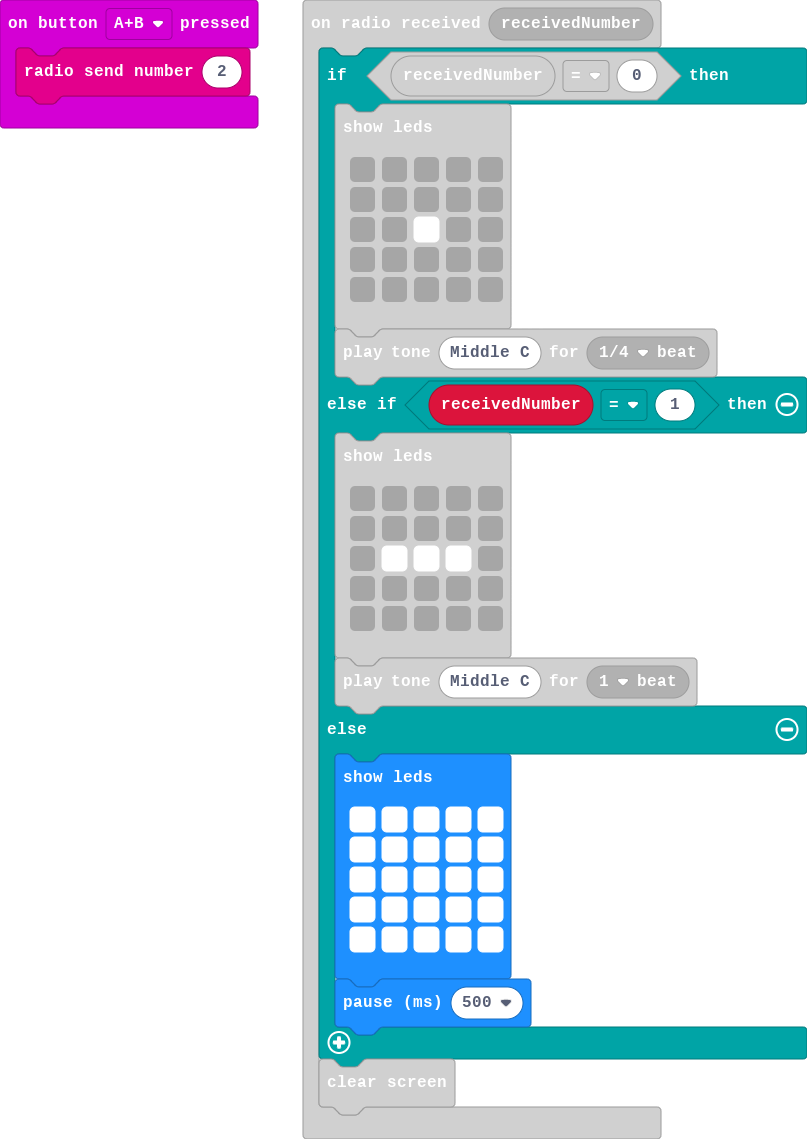 on button A+B pressed
radio send number 2
on radio received receivedNumber
if receivedNumber = 0 then
show leds
play tone Middle C for 1/4 beat
else if receivedNumber = 1 then
show leds
play tone Middle C for 1 beat
else
show leds
pause (ms) 500
clear screen